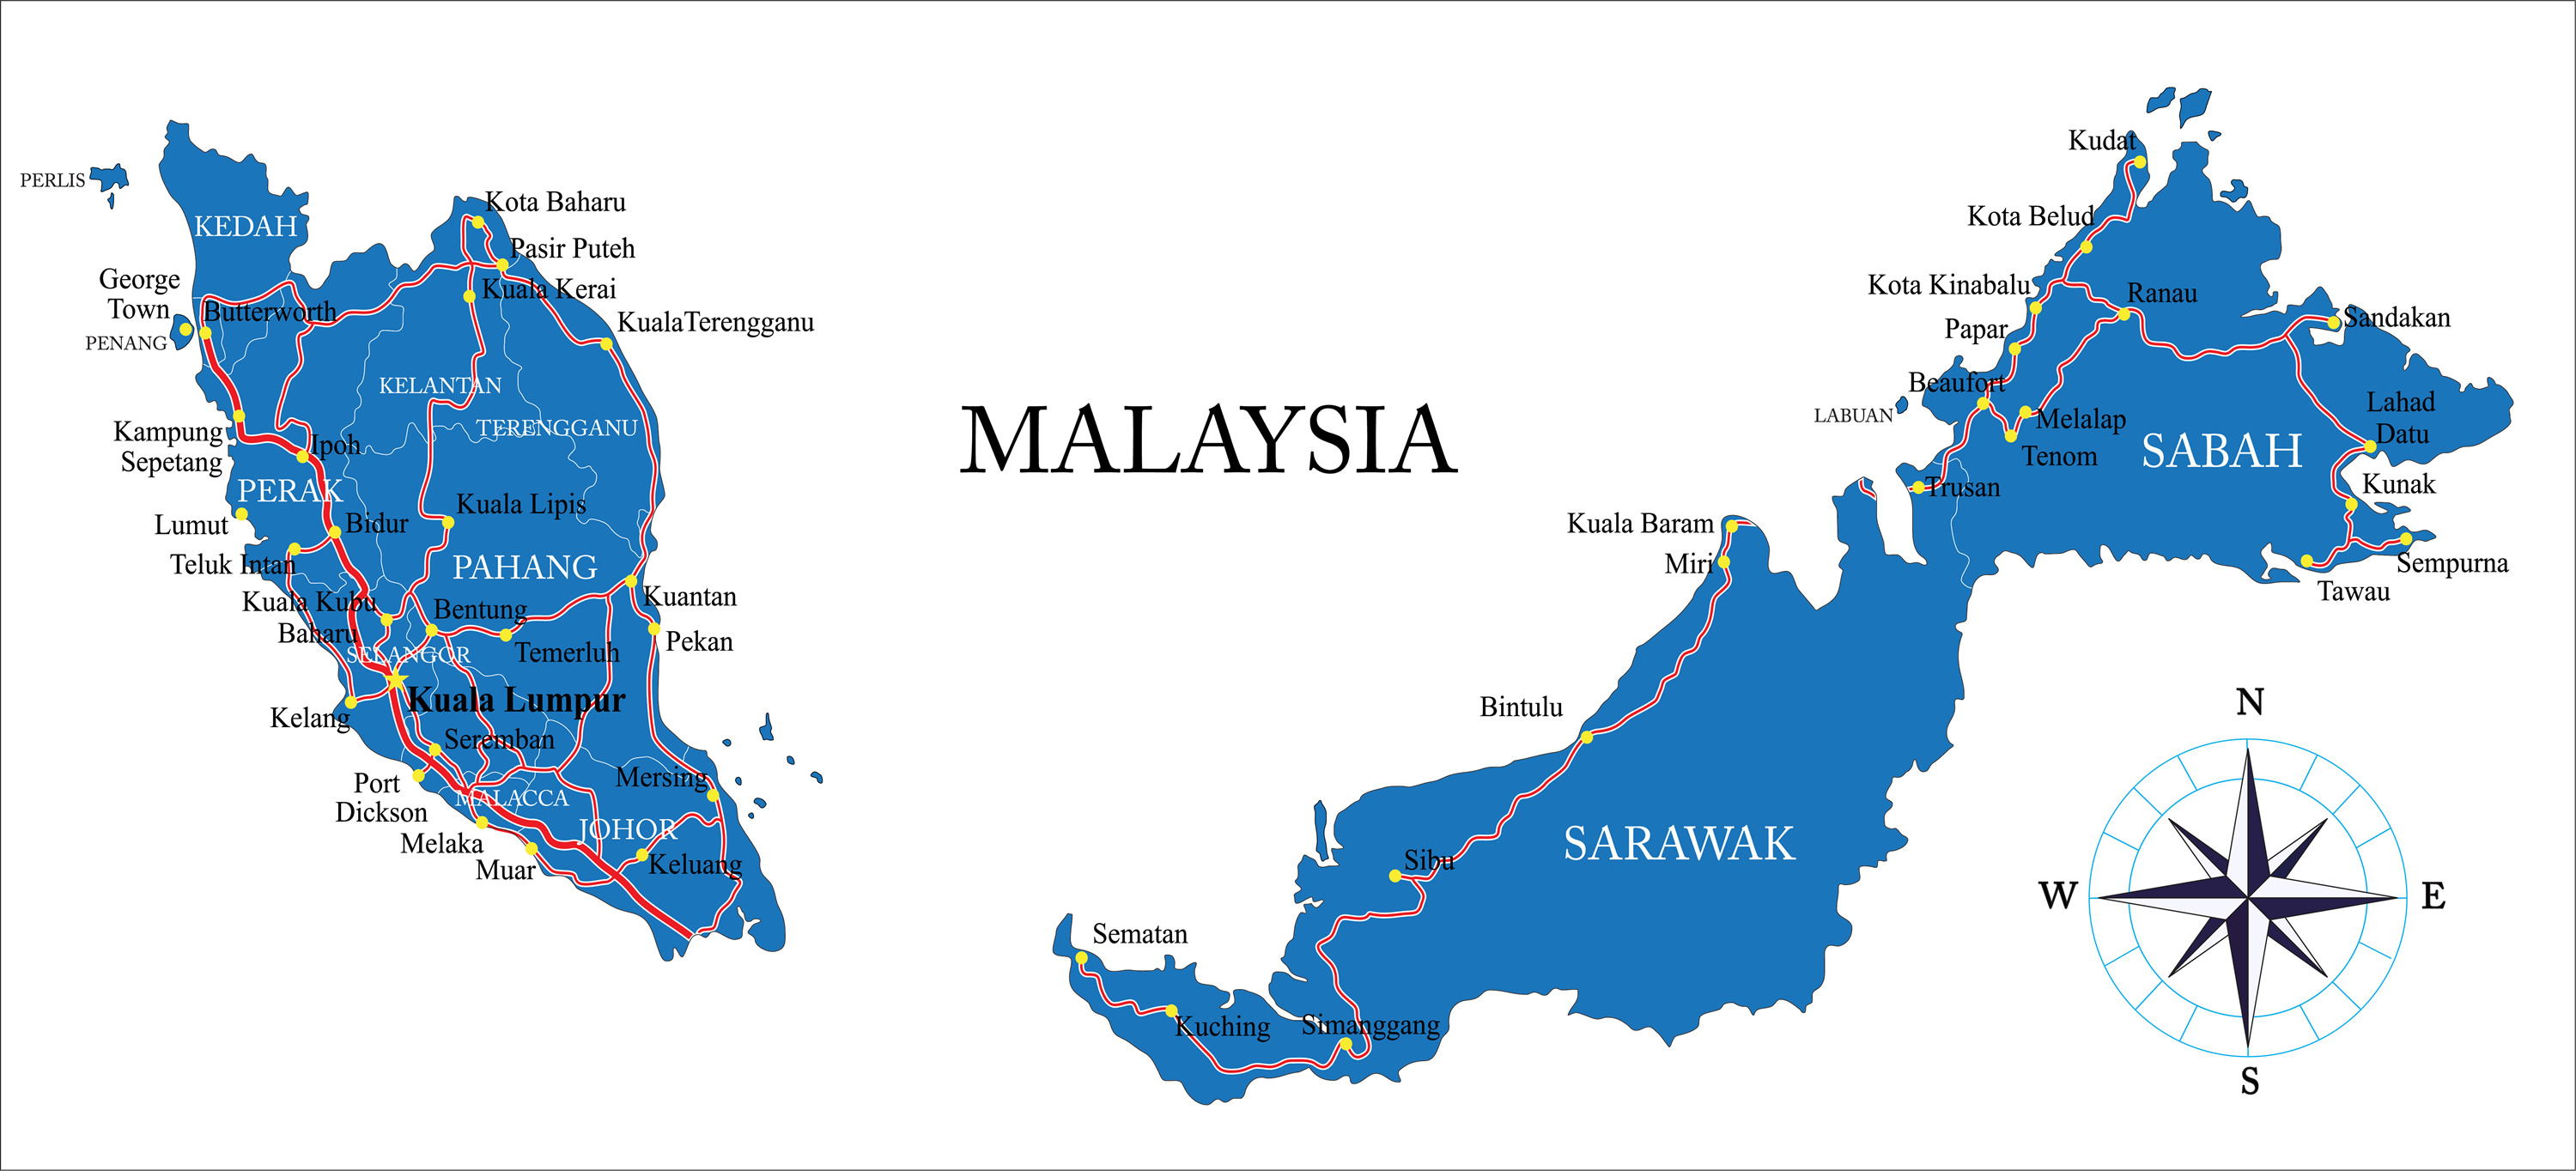 MALAYSIA
PERLIS
KEDAH
George
Town
Butterworth
PENANG
Kota Baharu
Pasir Puteh
Kuala Kerai
KualaTerengganu
KELANTAN
TERENGGANU
Kampung
Sepetang
Ipoh
PERAK
Lumut
Bidur
Teluk Intan
Kuala Lipis
PAHANG
Kuala Kubu
Baharu
Bentung
Kuantan
Temerluh
Pekan
SELANGOR
Kuala Lumpur
Kelang
Seremban
Port
Dickson
MALACCA
Mersing
Melaka
JOHOR
Muar
Keluang
Kudat
Kota Belud
Kota Kinabalu
Ranau
Papar
Sandakan
Beaufort
LABUAN
Melalap
Lahad
Datu
Tenom
SABAH
Trusan
Kunak
Kuala Baram
Miri
Sempurna
Tawau
Bintulu
SARAWAK
Sibu
Sematan
Kuching
Simanggang
N
W
E
S